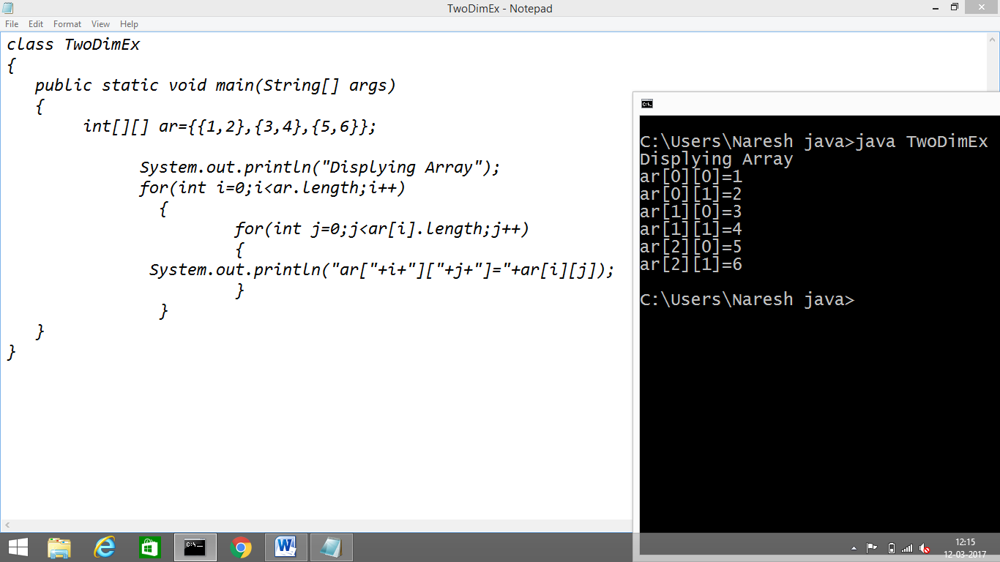 TwoDimEx - Notepad
File Edit Format View Help
class TwoDimEx
{
public static void main(String[] args)
{
int[][] ar={{1,2},{3,4},{5,6}};
System.out.println("Displying Array");
for(int i=0;i<ar.length;i++)
{
for(int j=0;j<ar[i].length;j++)
{
System.out.println("ar["+i+"]["+j+"]="+ar[i][j]);
}
}
}
}
C:\Users\Naresh java>java TwoDimEx
Displying Array
ar[0][0]=1
ar[0][1]=2
ar[1][0]=3
ar[1][1]=4
ar[2][0]=5
ar[2][1]=6
C:\Users\Naresh java>
12:15
12-03-2017